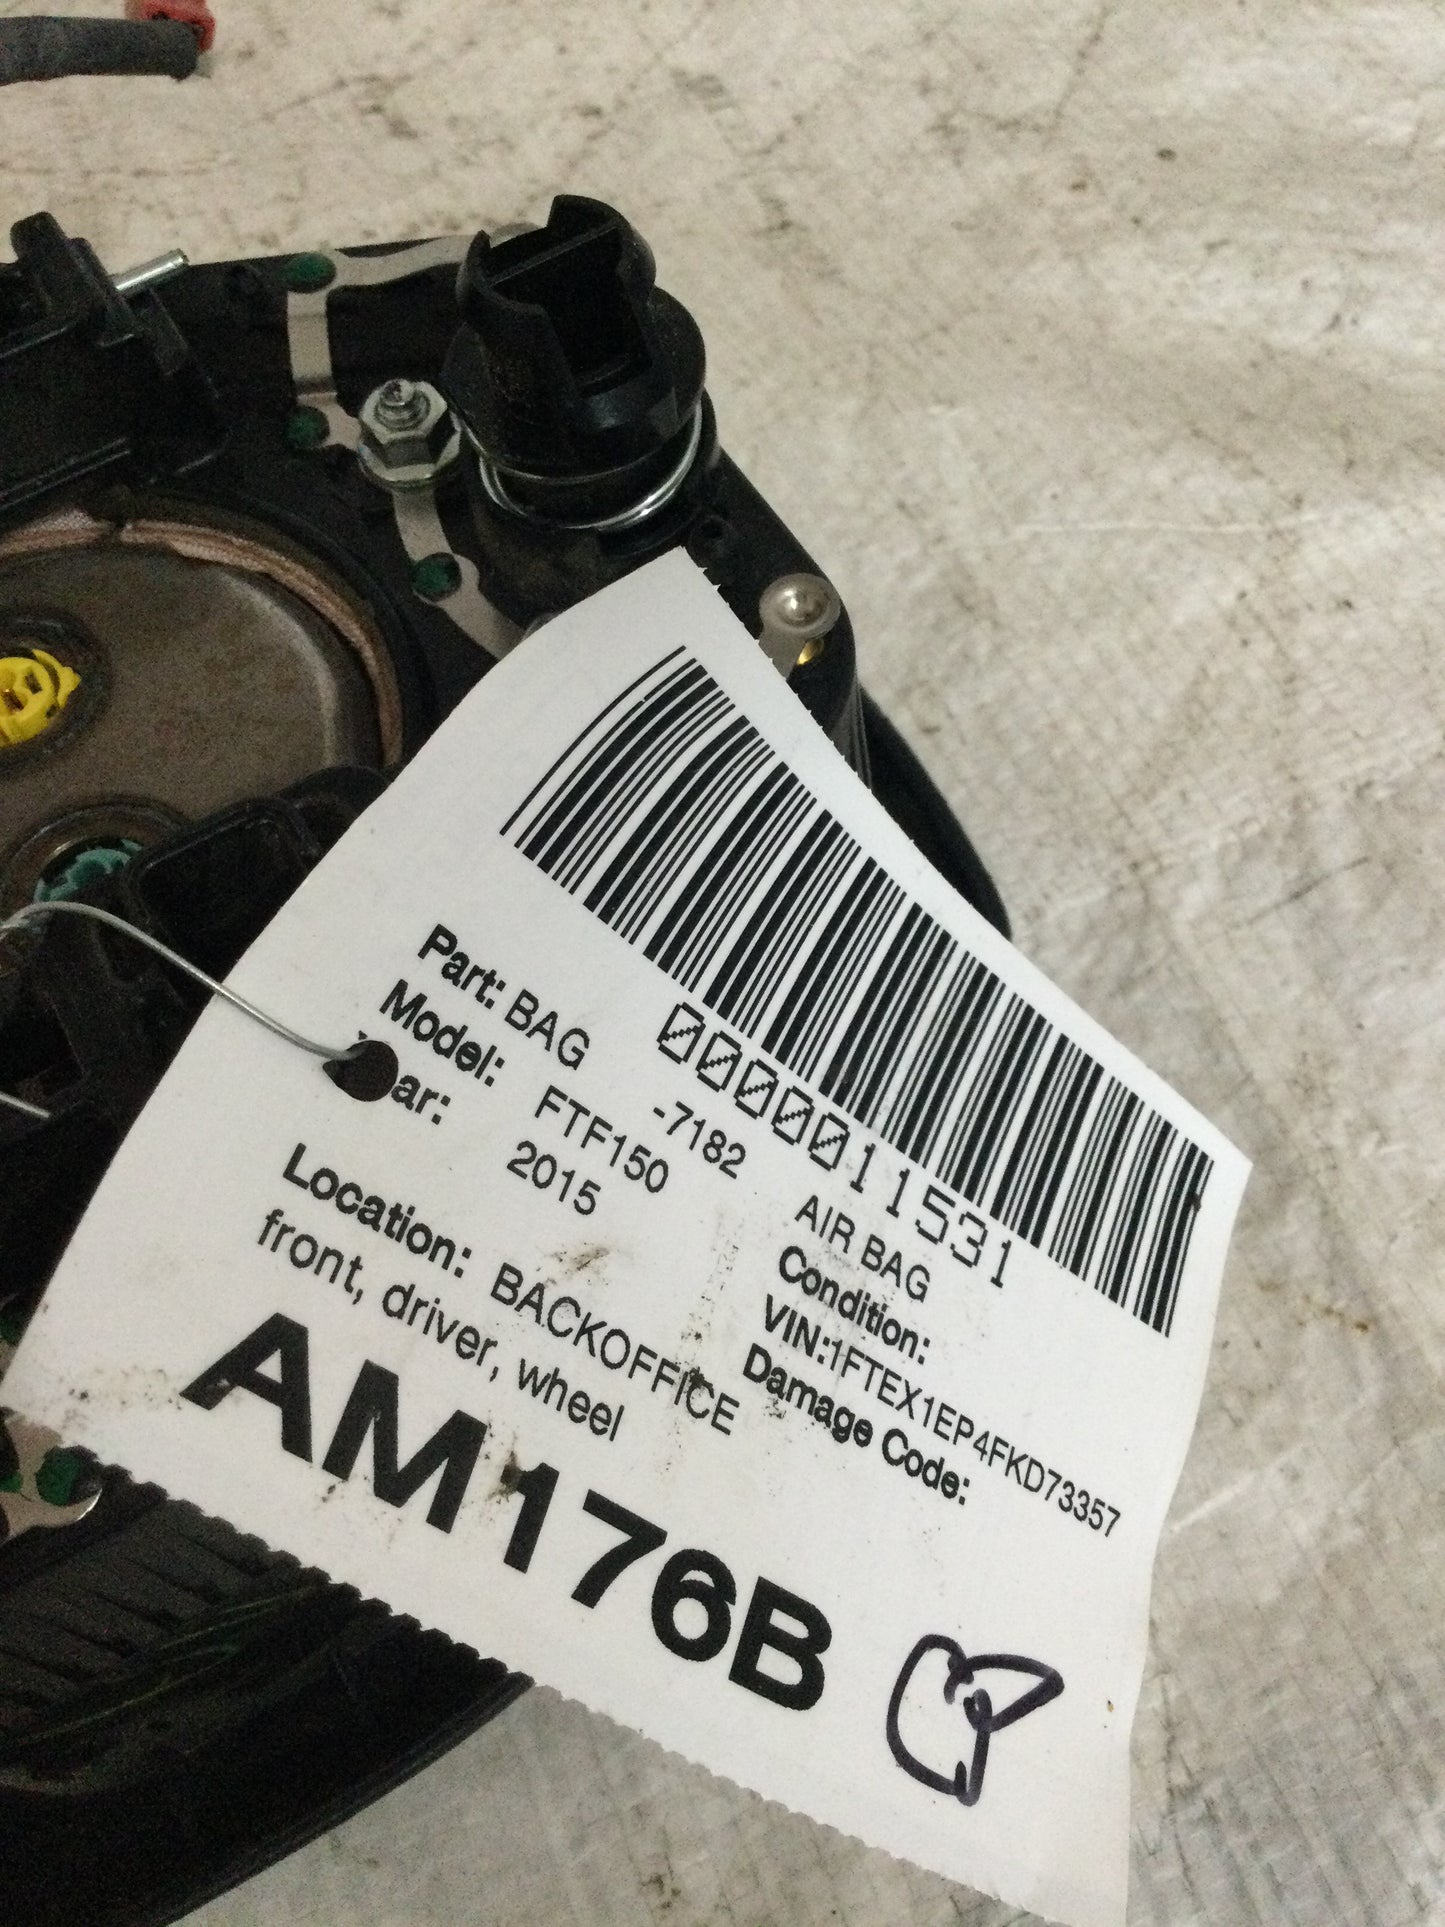 0000011531
Part: BAG -7182 AIR BAG
Model: FTF150 Condition:
ar: 2015 VIN:1FTEX1EP4FKD73357
Damage Code:
Location: BACKOFFICE
front, driver, wheel
AM176B